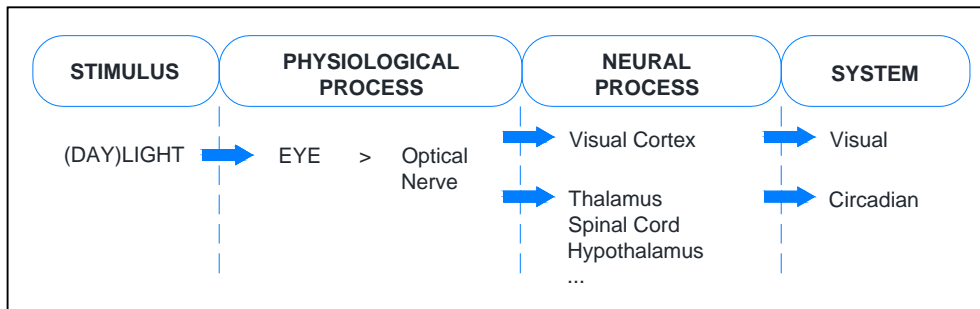 STIMULUS
PHYSIOLOGICAL
PROCESS
NEURAL
PROCESS
SYSTEM
(DAY)LIGHT
EYE > Optical
Nerve
Visual Cortex
Visual
Thalamus
Spinal Cord
Hypothalamus
...
Circadian